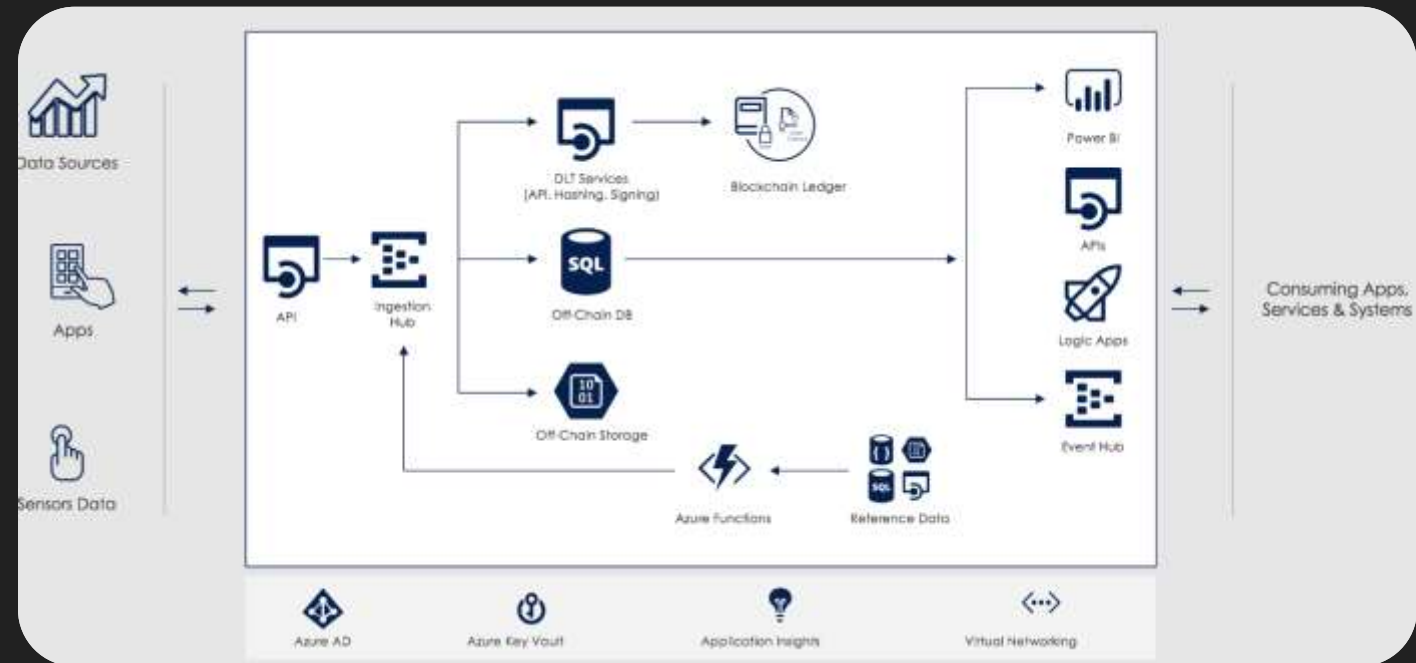 Data Sources
Apps
Sensors Data
API
Ingestion
Hub
DLT Services
(API, Hashing, Signing)
Blockchain Ledger
SQL
Off-Chain DB
10
01
Off-Chain Storage
Azure Functions
SQL
Reference Data
Power BI
APIs
Logic Apps
Event Hub
Consuming Apps,
Services & Systems
Azure AD
Azure Key Vault
Application Insights
Virtual Networking